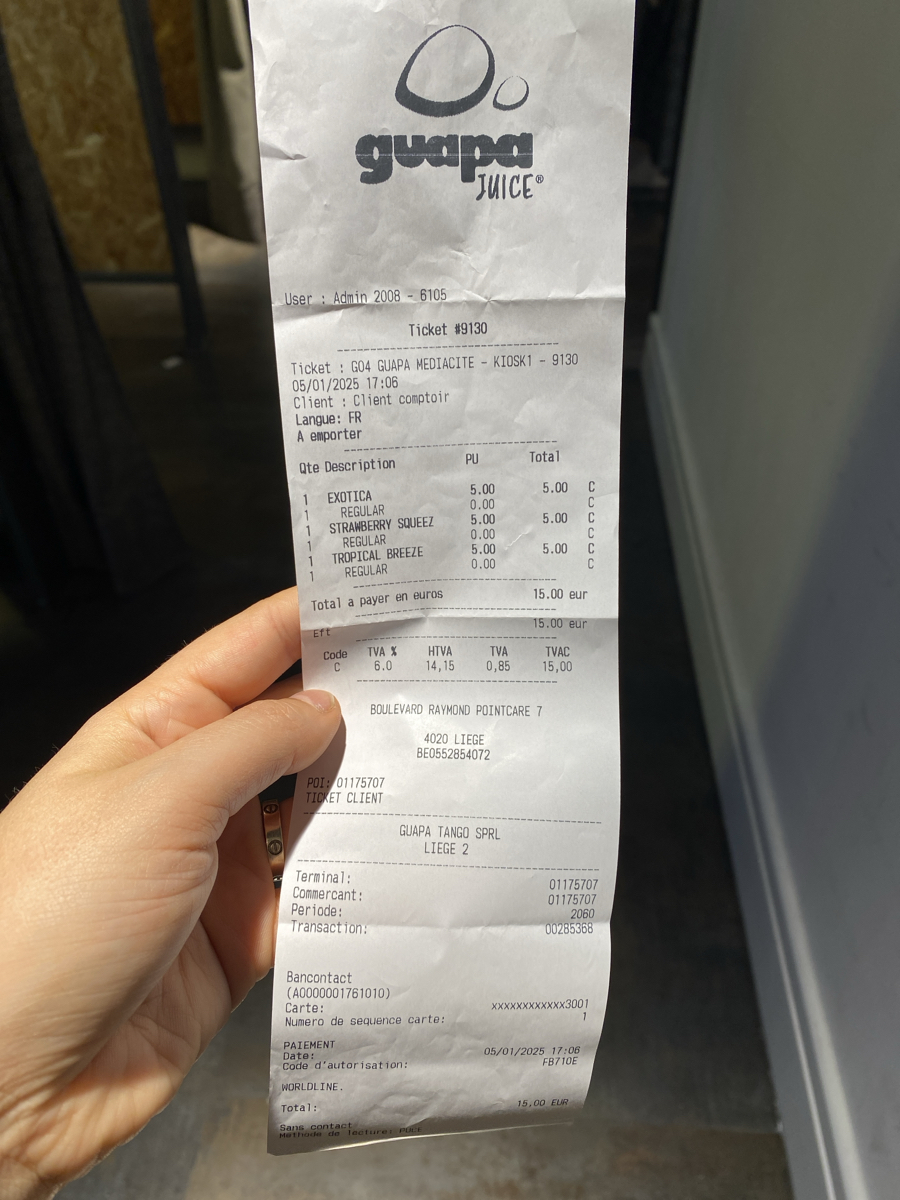 guapa
JUICE®
User : Admin 2008 - 6105
Ticket #9130
Ticket : G04 GUAPA MEDIACITE - KIOSK1 - 9130
05/01/2025 17:06
Client : Client comptoir
Langue: FR
A emporter
Qte Description PU Total
1 EXOTICA 5.00 5.00 C
1 REGULAR 0.00 C
1 STRAWBERRY SQUEEZ 5.00 5.00 C
1 REGULAR 0.00 C
1 TROPICAL BREEZE 5.00 5.00 C
1 REGULAR 0.00 C
Total a payer en euros 15.00 eur
Eft 15.00 eur
Code TVA % HTVA TVA TVAC
C 6.0 14,15 0,85 15,00
BOULEVARD RAYMOND POINTCARE 7
4020 LIEGE
BE0552854072
POI: 01175707
TICKET CLIENT
GUAPA TANGO SPRL
LIEGE 2
Terminal: 01175707
Commercant: 01175707
Periode: 2060
Transaction: 00285368
Bancontact
(A0000001761010)
Carte: xxxxxxxxxxxx3001
Numero de sequence carte: 1
PAIEMENT
Date: 05/01/2025 17:06
Code d'autorisation: FB710E
WORLDLINE.
Total: 15,00 EUR
Sans contact
Methode de lecture: PUCE